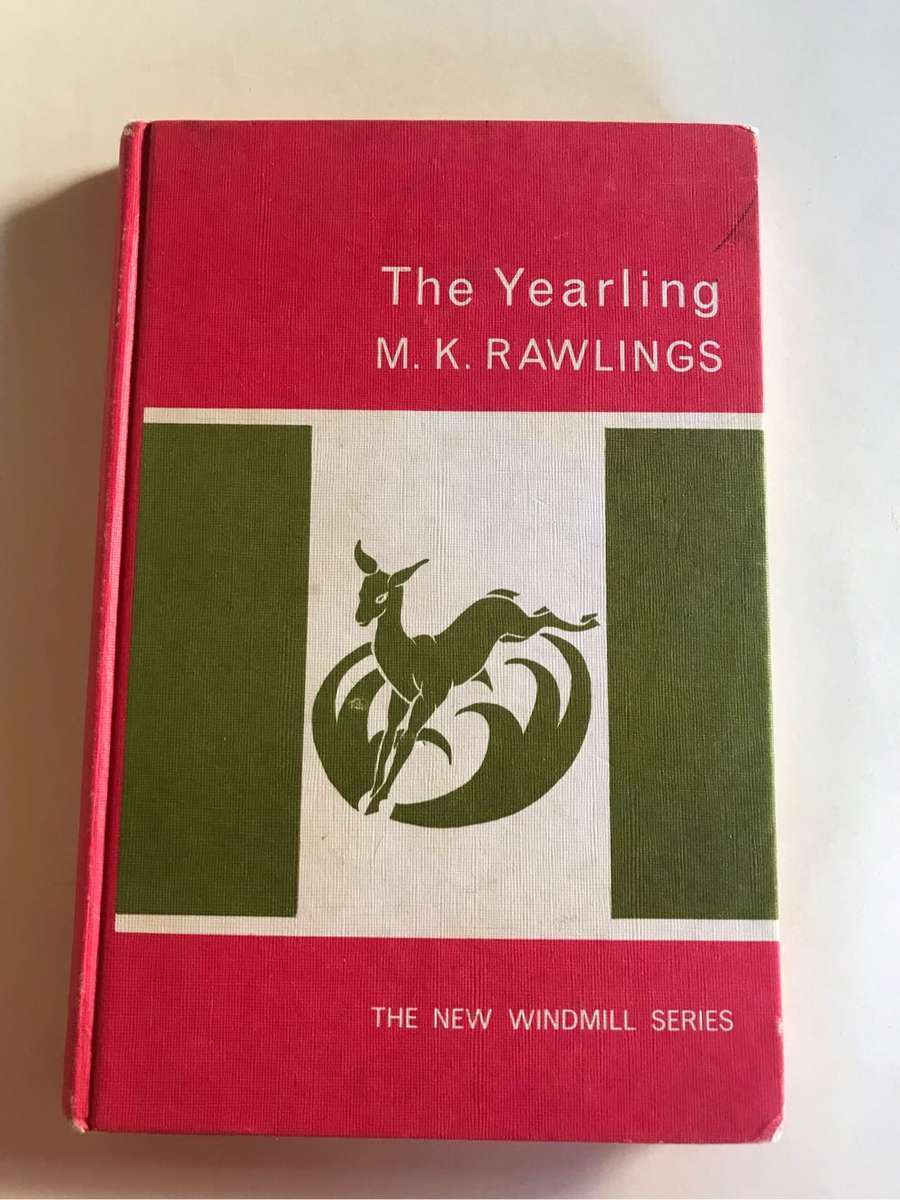 The Yearling
M. K. RAWLINGS
THE NEW WINDMILL SERIES